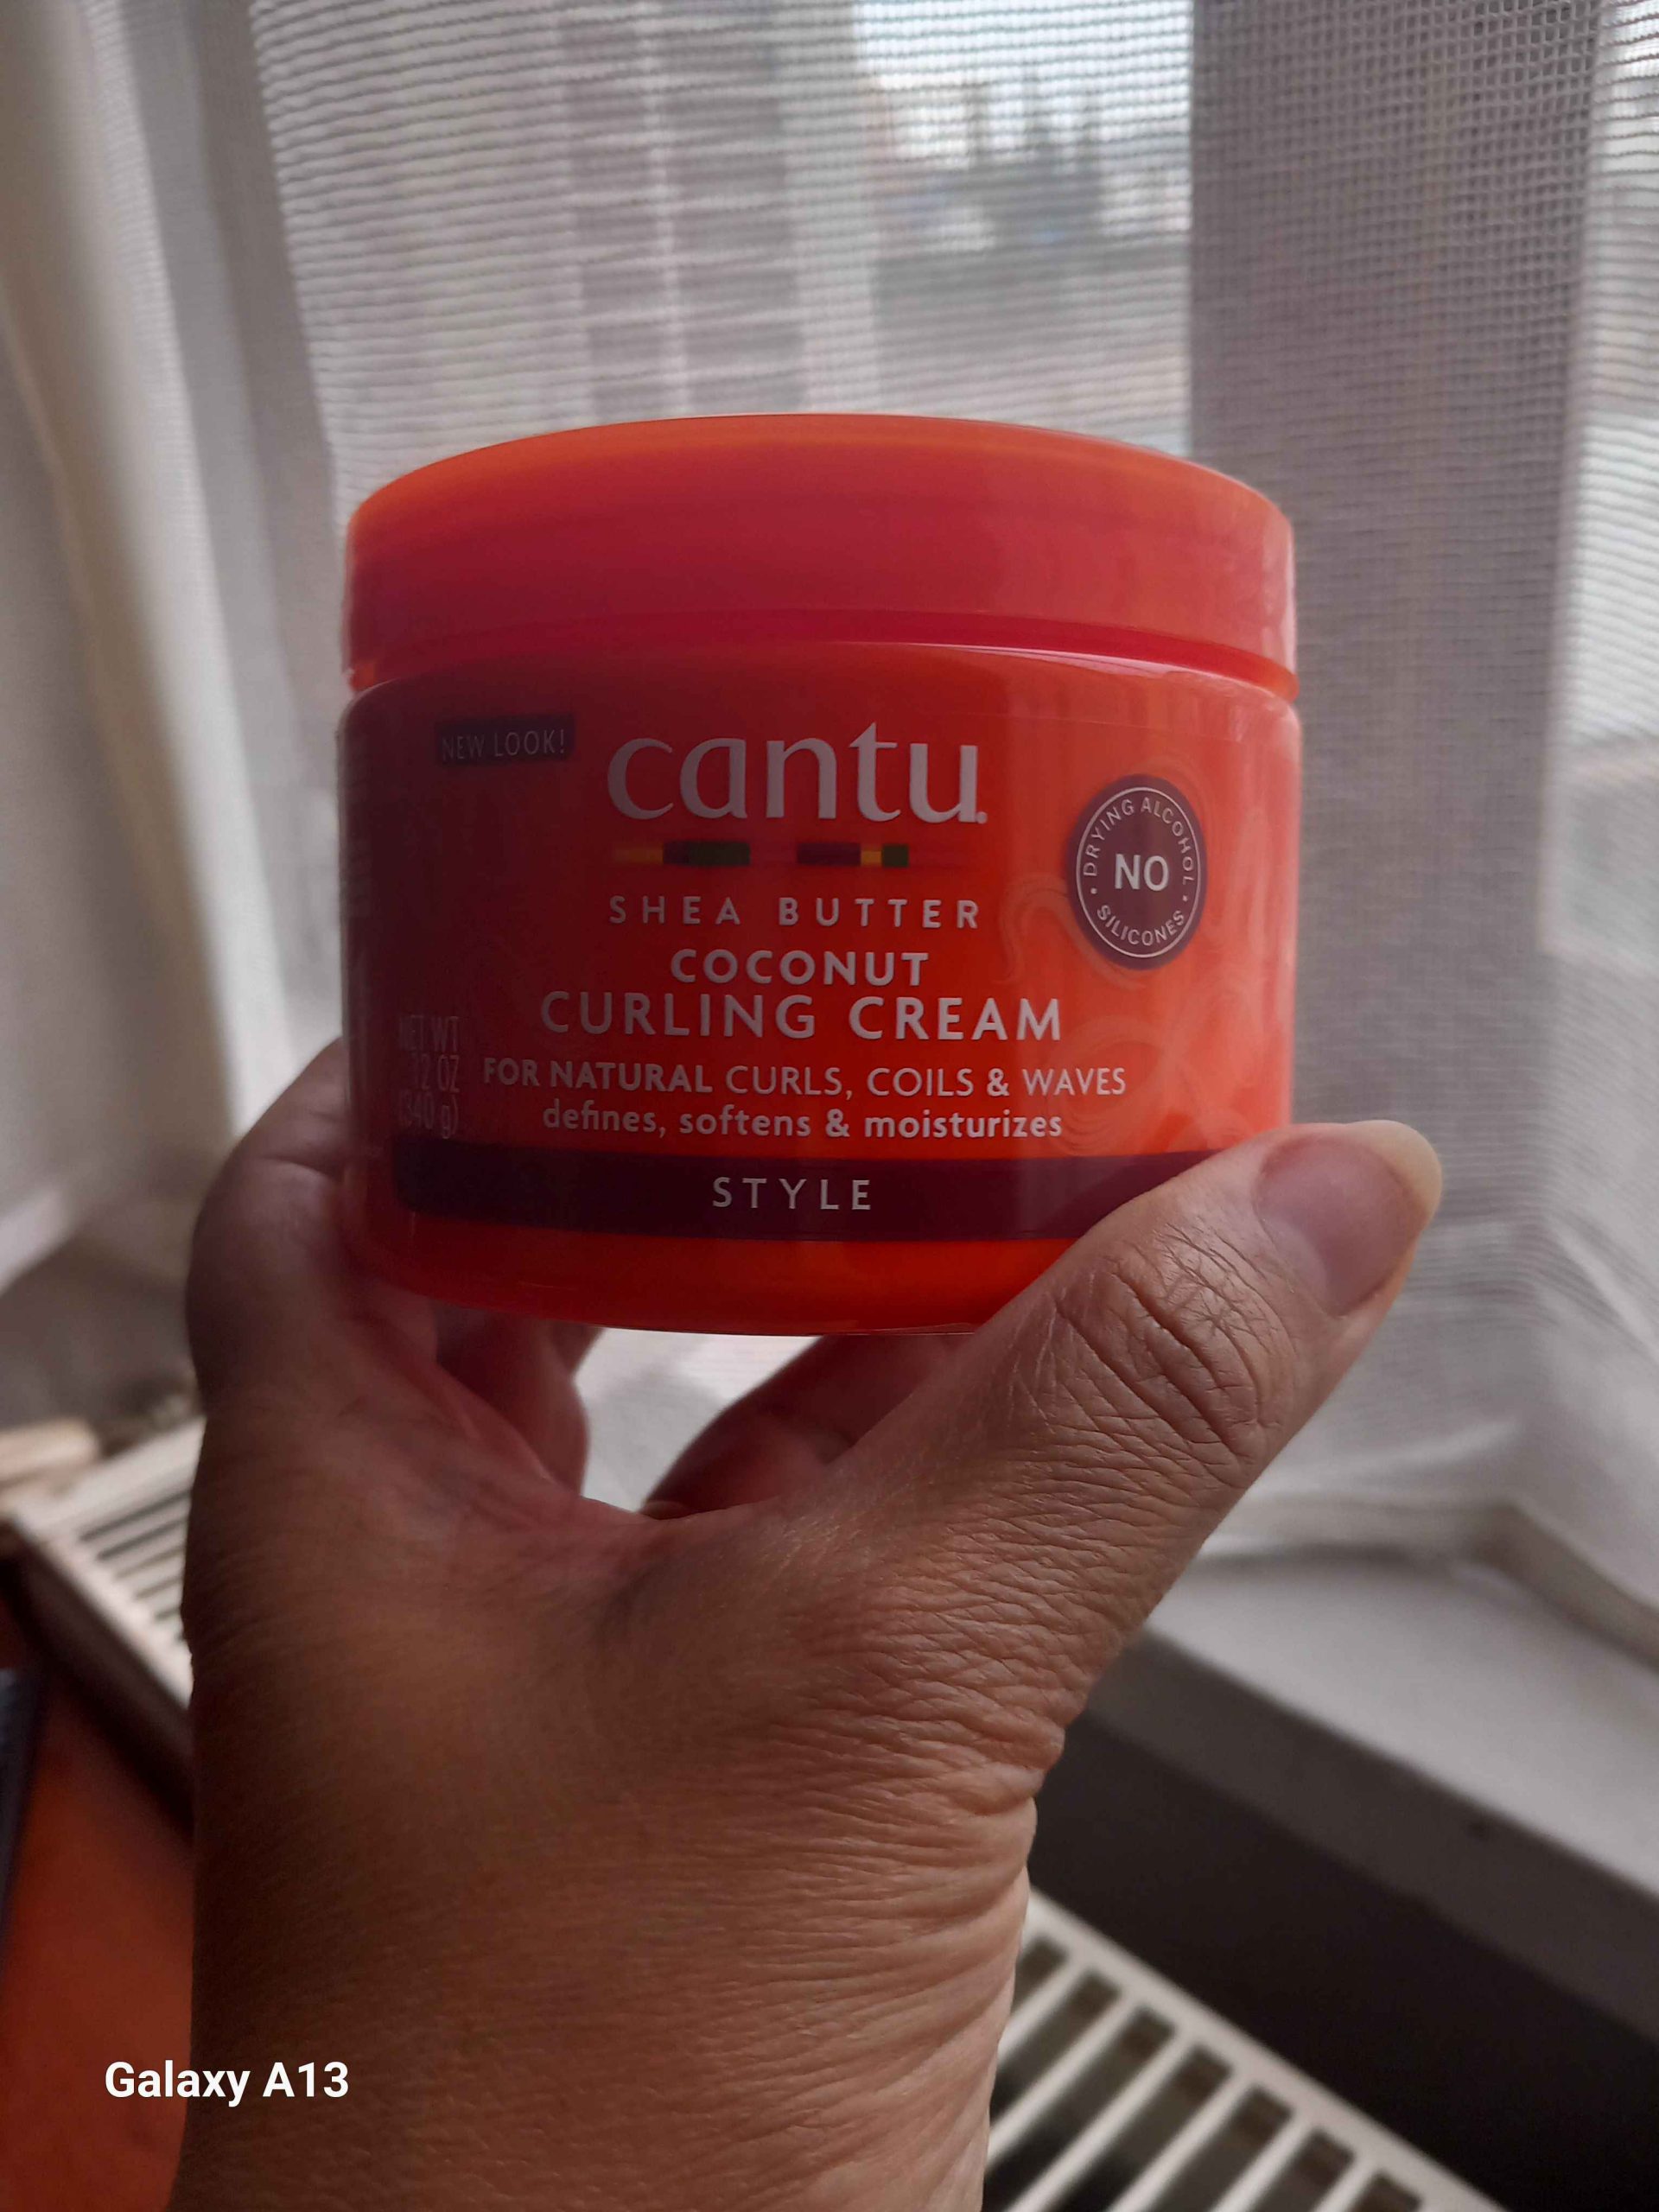 NEW LOOK!
cantu.
DRYING ALCOHOL
NO
SILICONES
SHEA BUTTER
COCONUT
CURLING CREAM
NET WT
12 OZ
(340 g)
FOR NATURAL CURLS, COILS & WAVES
defines, softens & moisturizes
STYLE
Galaxy A13